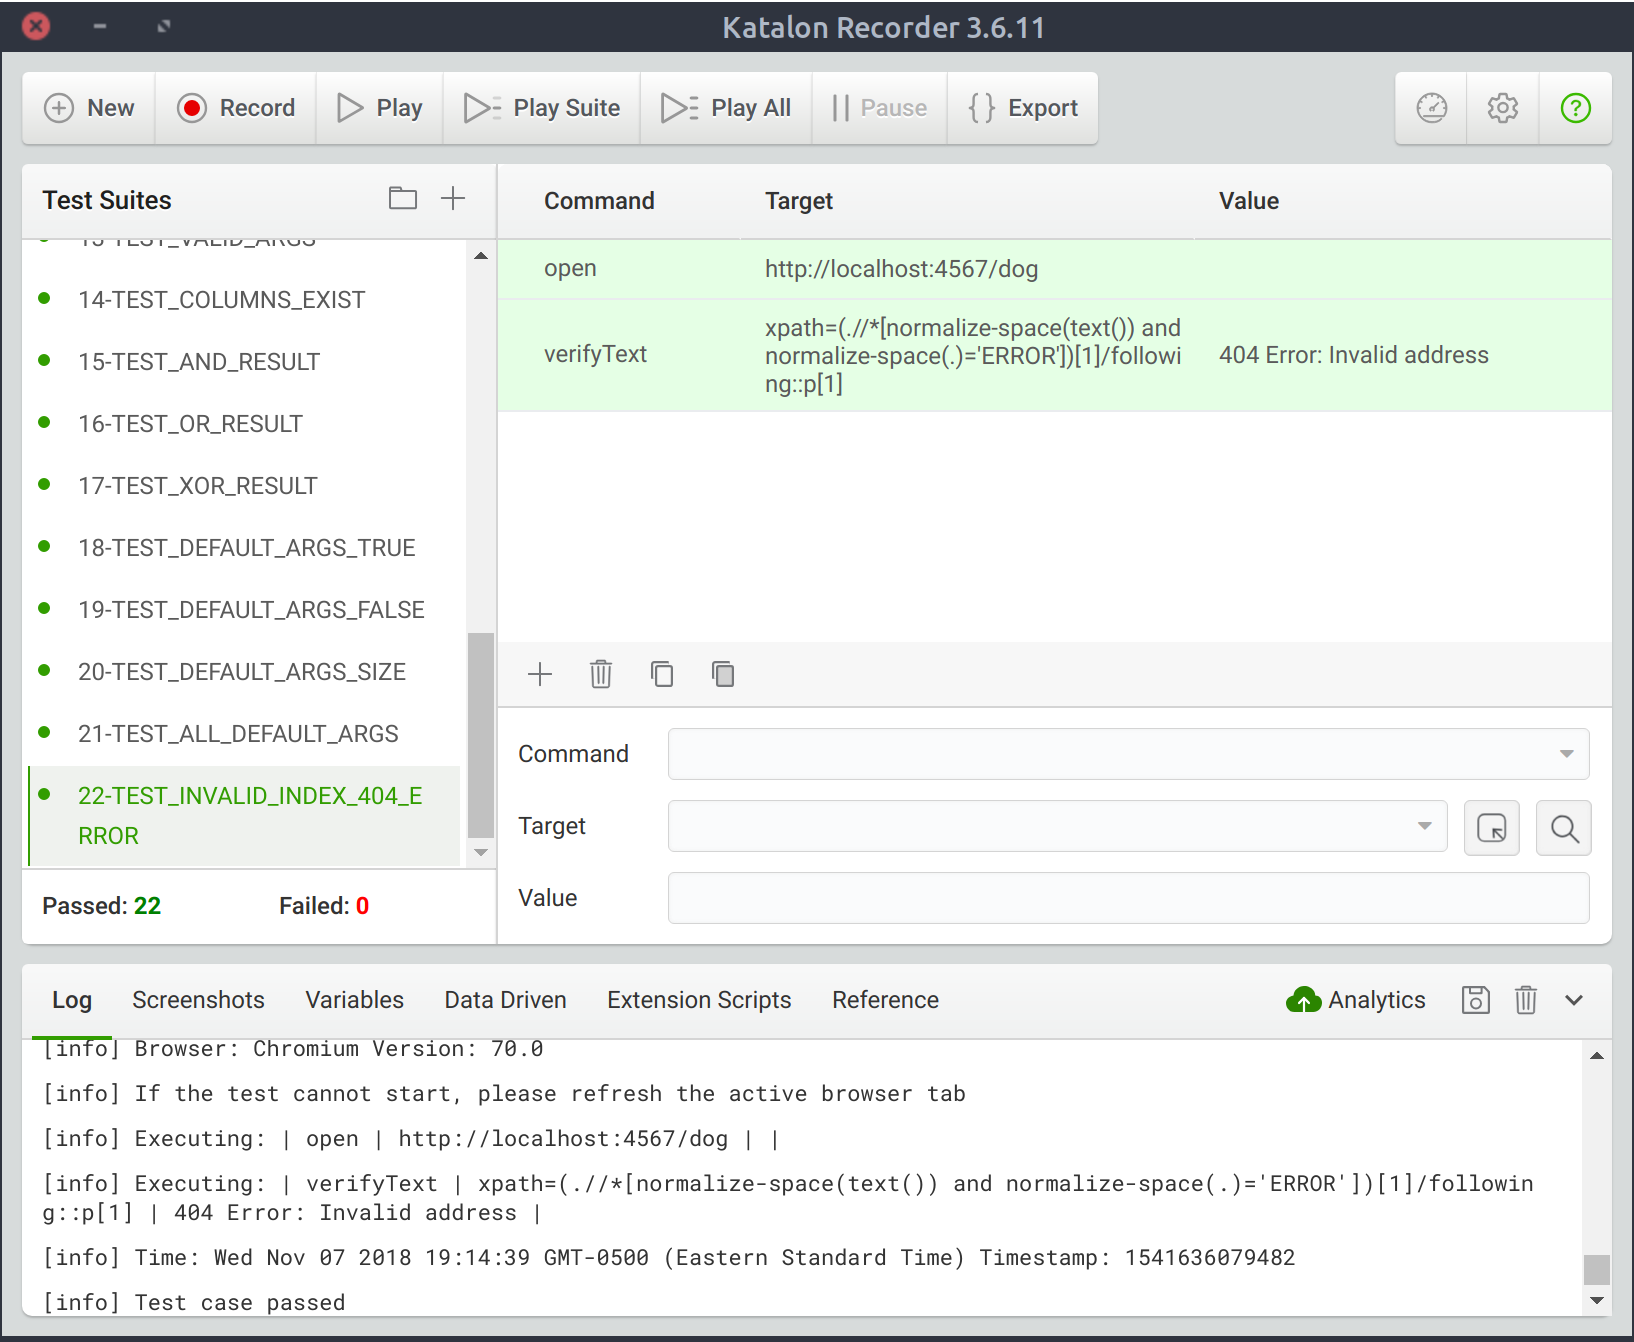 Katalon Recorder 3.6.11
New Record Play Play Suite Play All Pause Export
Test Suites
13-TEST_VALID_ARGS
14-TEST_COLUMNS_EXIST
15-TEST_AND_RESULT
16-TEST_OR_RESULT
17-TEST_XOR_RESULT
18-TEST_DEFAULT_ARGS_TRUE
19-TEST_DEFAULT_ARGS_FALSE
20-TEST_DEFAULT_ARGS_SIZE
21-TEST_ALL_DEFAULT_ARGS
22-TEST_INVALID_INDEX_404_E
RROR
Passed: 22 Failed: 0
Command Target Value
open http://localhost:4567/dog
verifyText
xpath=(.//*[normalize-space(text()) and
normalize-space(.)='ERROR'])[1]/followi
ng::p[1]
404 Error: Invalid address
Command
Target
Value
Log Screenshots Variables Data Driven Extension Scripts Reference Analytics
[info] Browser: Chromium Version: 70.0
[info] If the test cannot start, please refresh the active browser tab
[info] Executing: | open | http://localhost:4567/dog | |
[info] Executing: | verifyText | xpath=(.//*[normalize-space(text()) and normalize-space(.)='ERROR'])[1]/followin
g::p[1] | 404 Error: Invalid address |
[info] Time: Wed Nov 07 2018 19:14:39 GMT-0500 (Eastern Standard Time) Timestamp: 1541636079482
[info] Test case passed